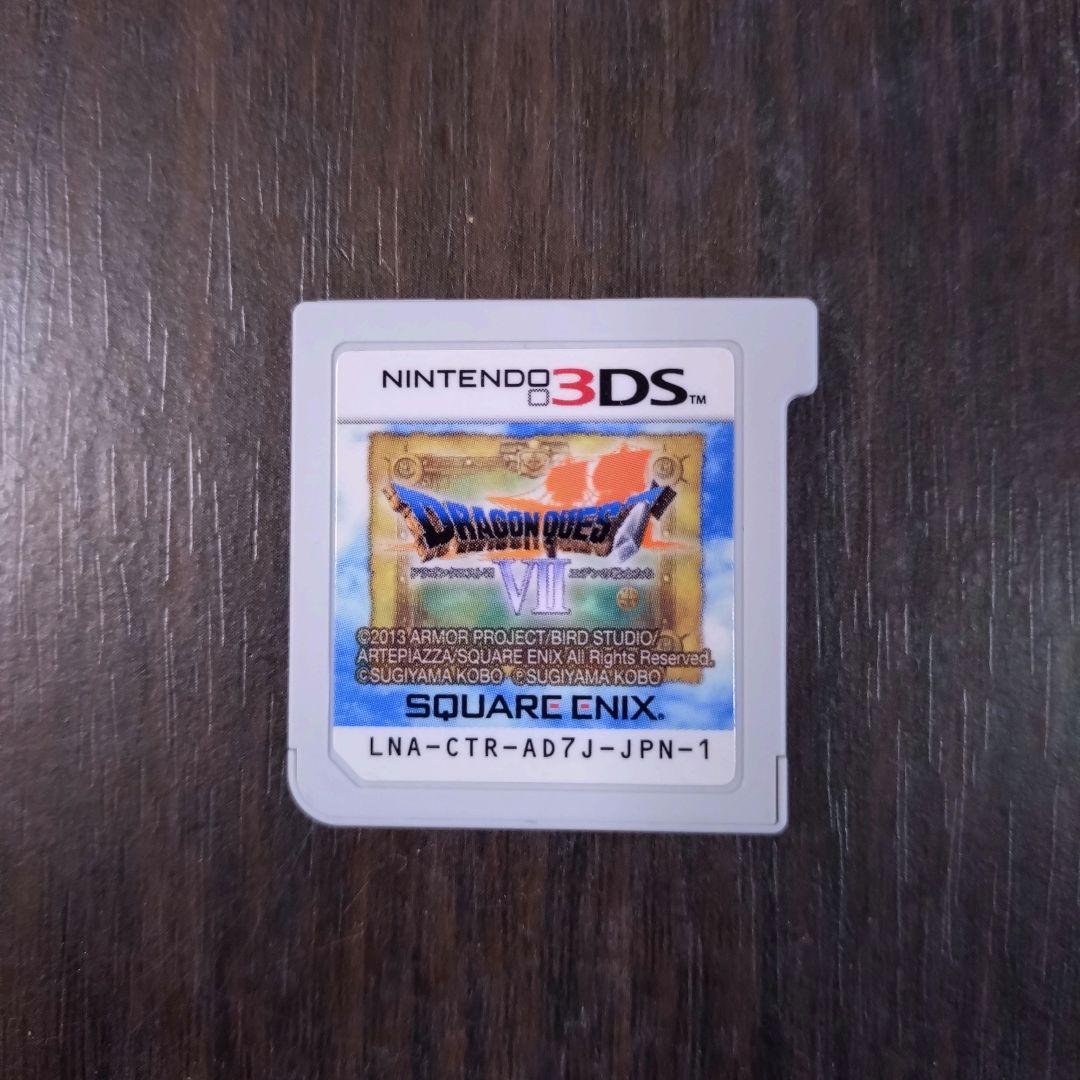 NINTENDO3DS™
DRAGON QUEST
VII
©2013 ARMOR PROJECT/BIRD STUDIO/
ARTEPIAZZA/SQUARE ENIX All Rights Reserved.
©SUGIYAMA KOBO ℗SUGIYAMA KOBO
SQUARE ENIX®
LNA-CTR-AD7J-JPN-1